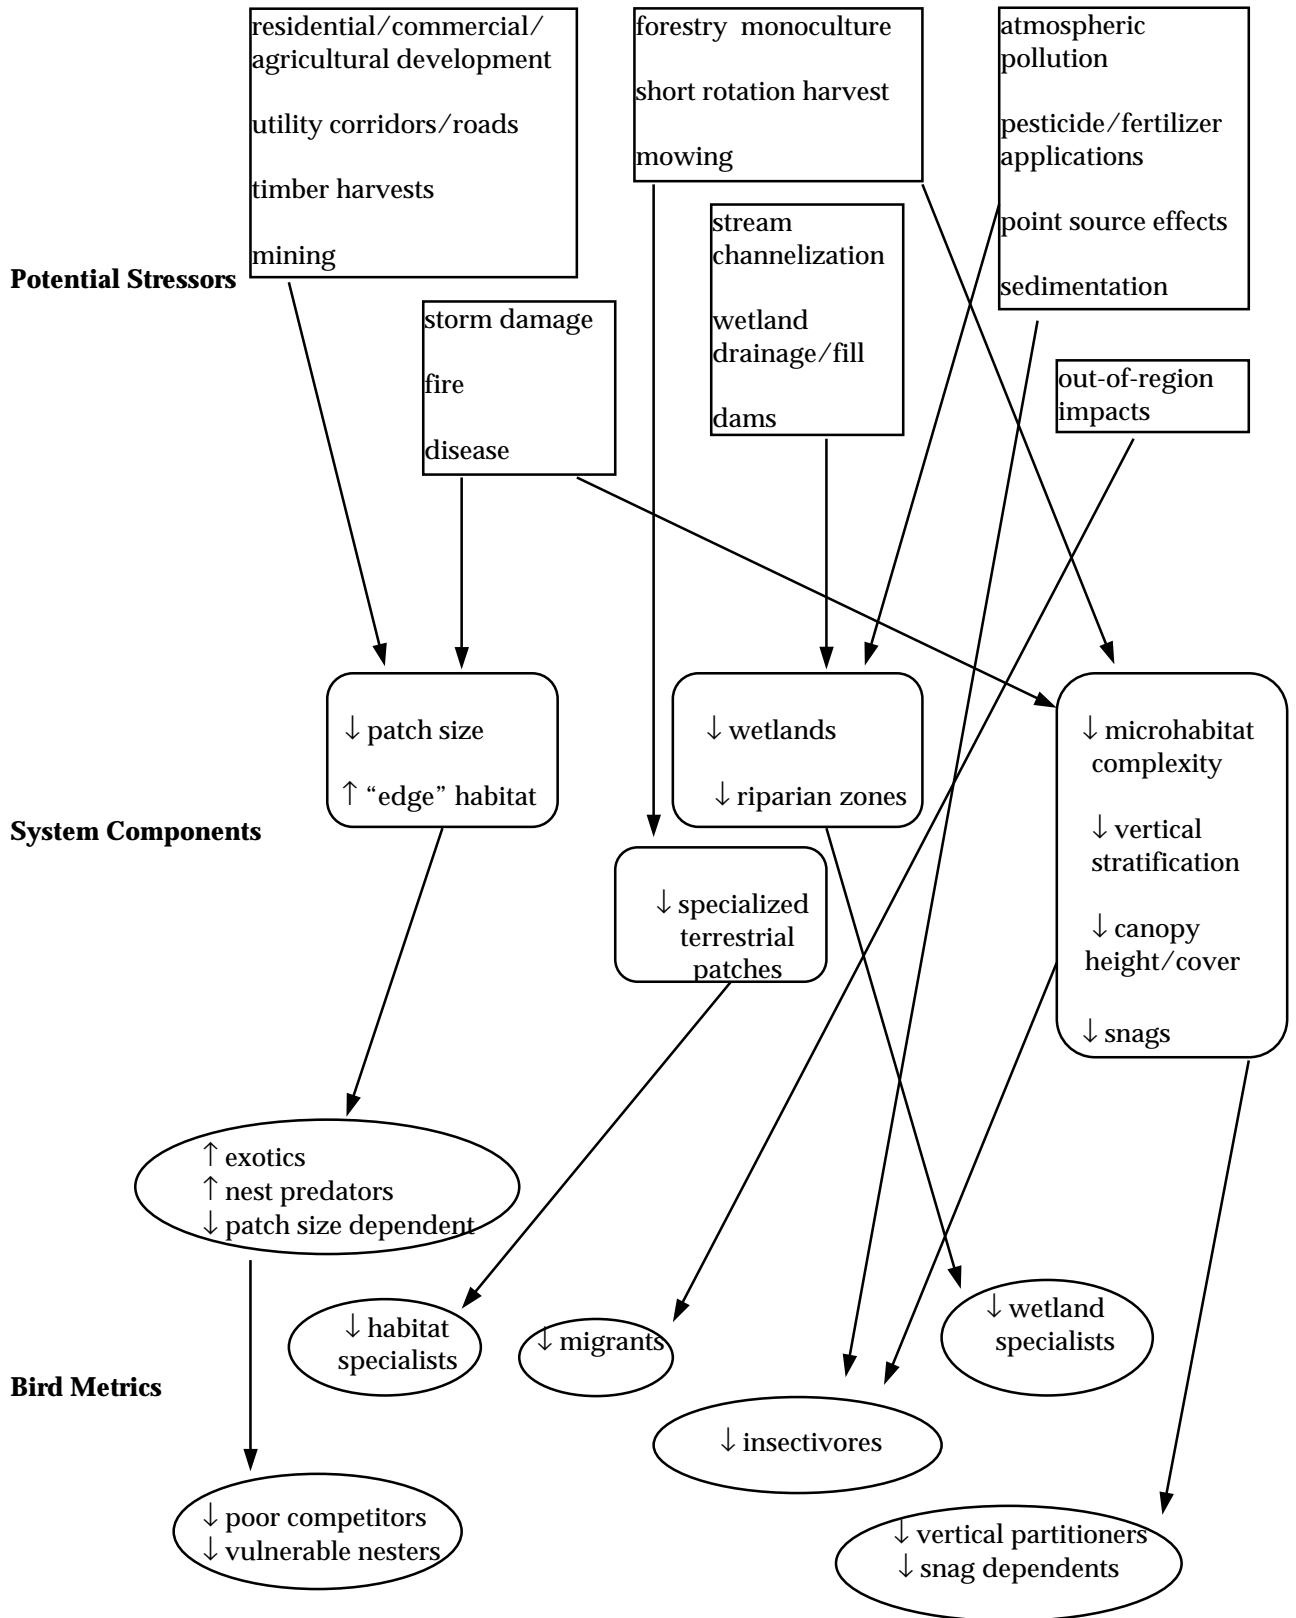 residential/commercial/
agricultural development
utility corridors/roads
timber harvests
mining
forestry monoculture
short rotation harvest
mowing
atmospheric
pollution
pesticide/fertilizer
applications
point source effects
sedimentation
stream
channelization
wetland
drainage/fill
dams
Potential Stressors
storm damage
fire
disease
out-of-region
impacts
↓ patch size
↑ “edge” habitat
↓ wetlands
↓ riparian zones
↓ microhabitat
complexity
↓ vertical
stratification
↓ canopy
height/cover
↓ snags
System Components
↓ specialized
terrestrial
patches
↑ exotics
↑ nest predators
↓ patch size dependent
↓ habitat
specialists
↓ migrants
↓ wetland
specialists
Bird Metrics
↓ insectivores
↓ poor competitors
↓ vulnerable nesters
↓ vertical partitioners
↓ snag dependents